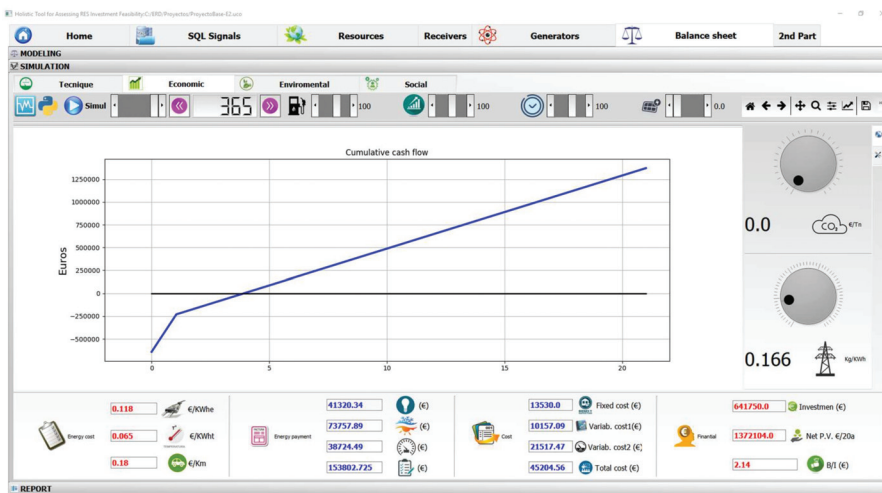 Holistic Tool for Assessing RES Investment Feasibility:C:/ERD/Proyectos/ProyectoBase-E2.uco
Home SQL Signals Resources Receivers Generators Balance sheet 2nd Part
MODELING
SIMULATION
Tecnique Economic Enviromental Social
Simul 365 100 100 100 0.0
Cumulative cash flow
1250000
1000000
750000
500000
250000
0
−250000
−500000
Euros
0 5 10 15 20
0.0 CO₂ €/Tn
0.166 Kg/KWh
0.118 €/KWhe 41320.34 (€) 13530.0 Fixed cost (€) 641750.0 Investmen (€)
73757.89 (€) 10157.09 Variab. cost1(€)
Energy cost 0.065 €/KWht Energy payment 38724.49 (€) Cost 21517.47 Variab. cost2 (€) Finantial 1372104.0 Net P.V. €/20a
0.18 €/Km 153802.725 (€) 45204.56 Total cost (€) 2.14 B/I (€)
REPORT